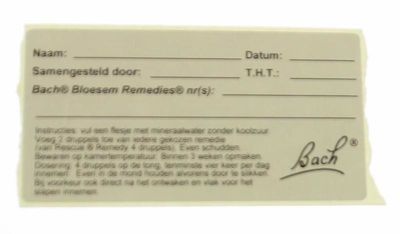 Naam: Datum:
Samengesteld door: T.H.T.:
Bach® Bloesem Remedies® nr(s):
Instructies: vul een flesje met mineraalwater zonder koolzuur.
Voeg 2 druppels toe van iedere gekozen remedie
(van Rescue ® Remedy 4 druppels). Even schudden.
Bewaren op kamertemperatuur. Binnen 3 weken opmaken.
Dosering: 4 druppels op de tong, tenminste vier keer per dag
innemen! Even in de mond houden alvorens door te slikken.
Bij voorkeur ook direct na het ontwaken en vlak voor het
slapen innemen!
Bach